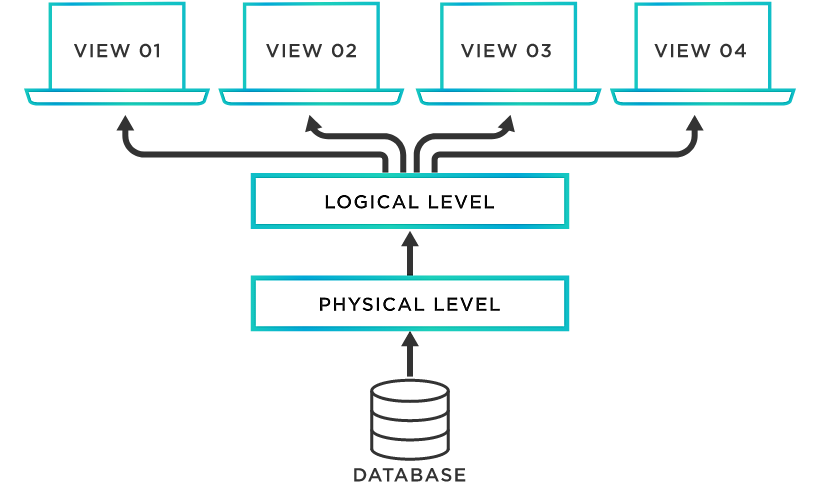 VIEW 01
VIEW 02
VIEW 03
VIEW 04
LOGICAL LEVEL
PHYSICAL LEVEL
DATABASE